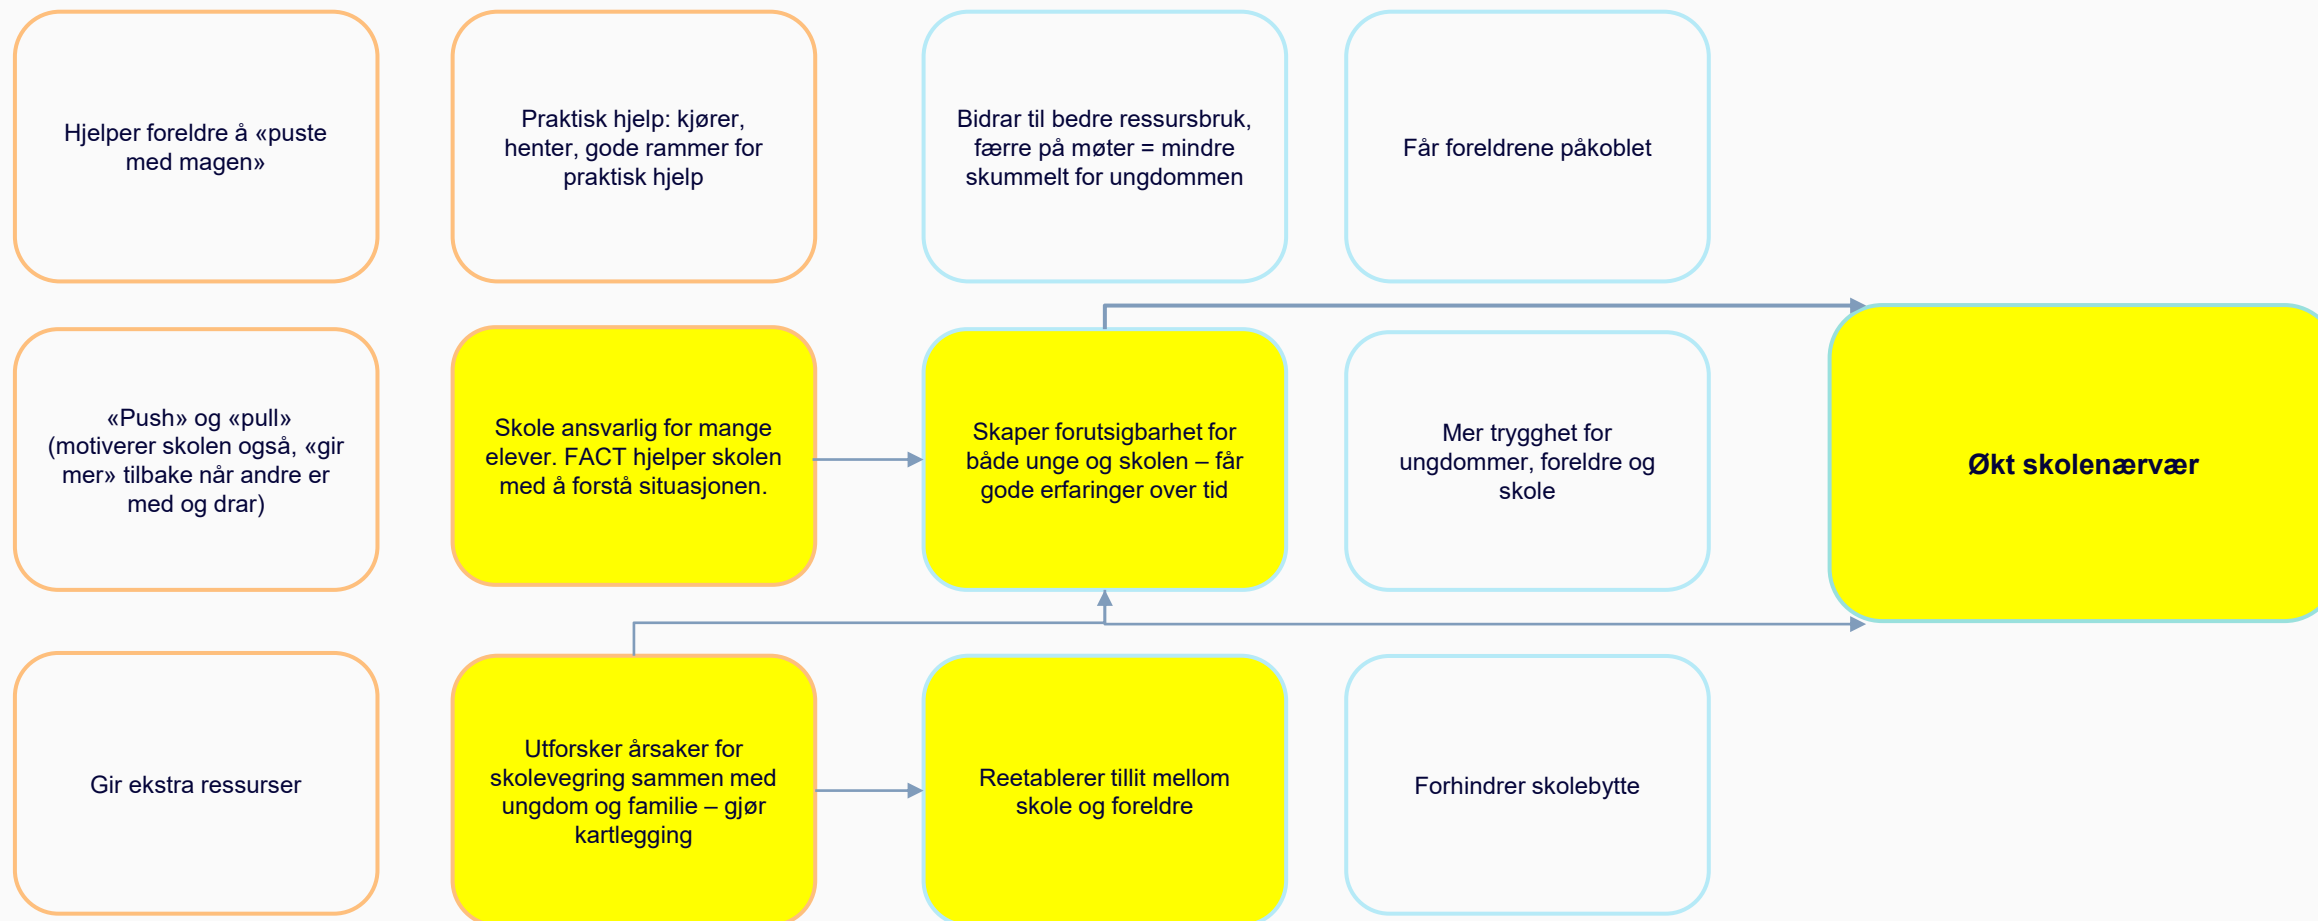 Hjelper foreldre å «puste
med magen»
Praktisk hjelp: kjører,
henter, gode rammer for
praktisk hjelp
Bidrar til bedre ressursbruk,
færre på møter = mindre
skummelt for ungdommen
Får foreldrene påkoblet
«Push» og «pull»
(motiverer skolen også, «gir
mer» tilbake når andre er
med og drar)
Skole ansvarlig for mange
elever. FACT hjelper skolen
med å forstå situasjonen.
Skaper forutsigbarhet for
både unge og skolen – får
gode erfaringer over tid
Mer trygghet for
ungdommer, foreldre og
skole
Økt skolenærvær
Gir ekstra ressurser
Utforsker årsaker for
skolevegring sammen med
ungdom og familie – gjør
kartlegging
Reetablerer tillit mellom
skole og foreldre
Forhindrer skolebytte